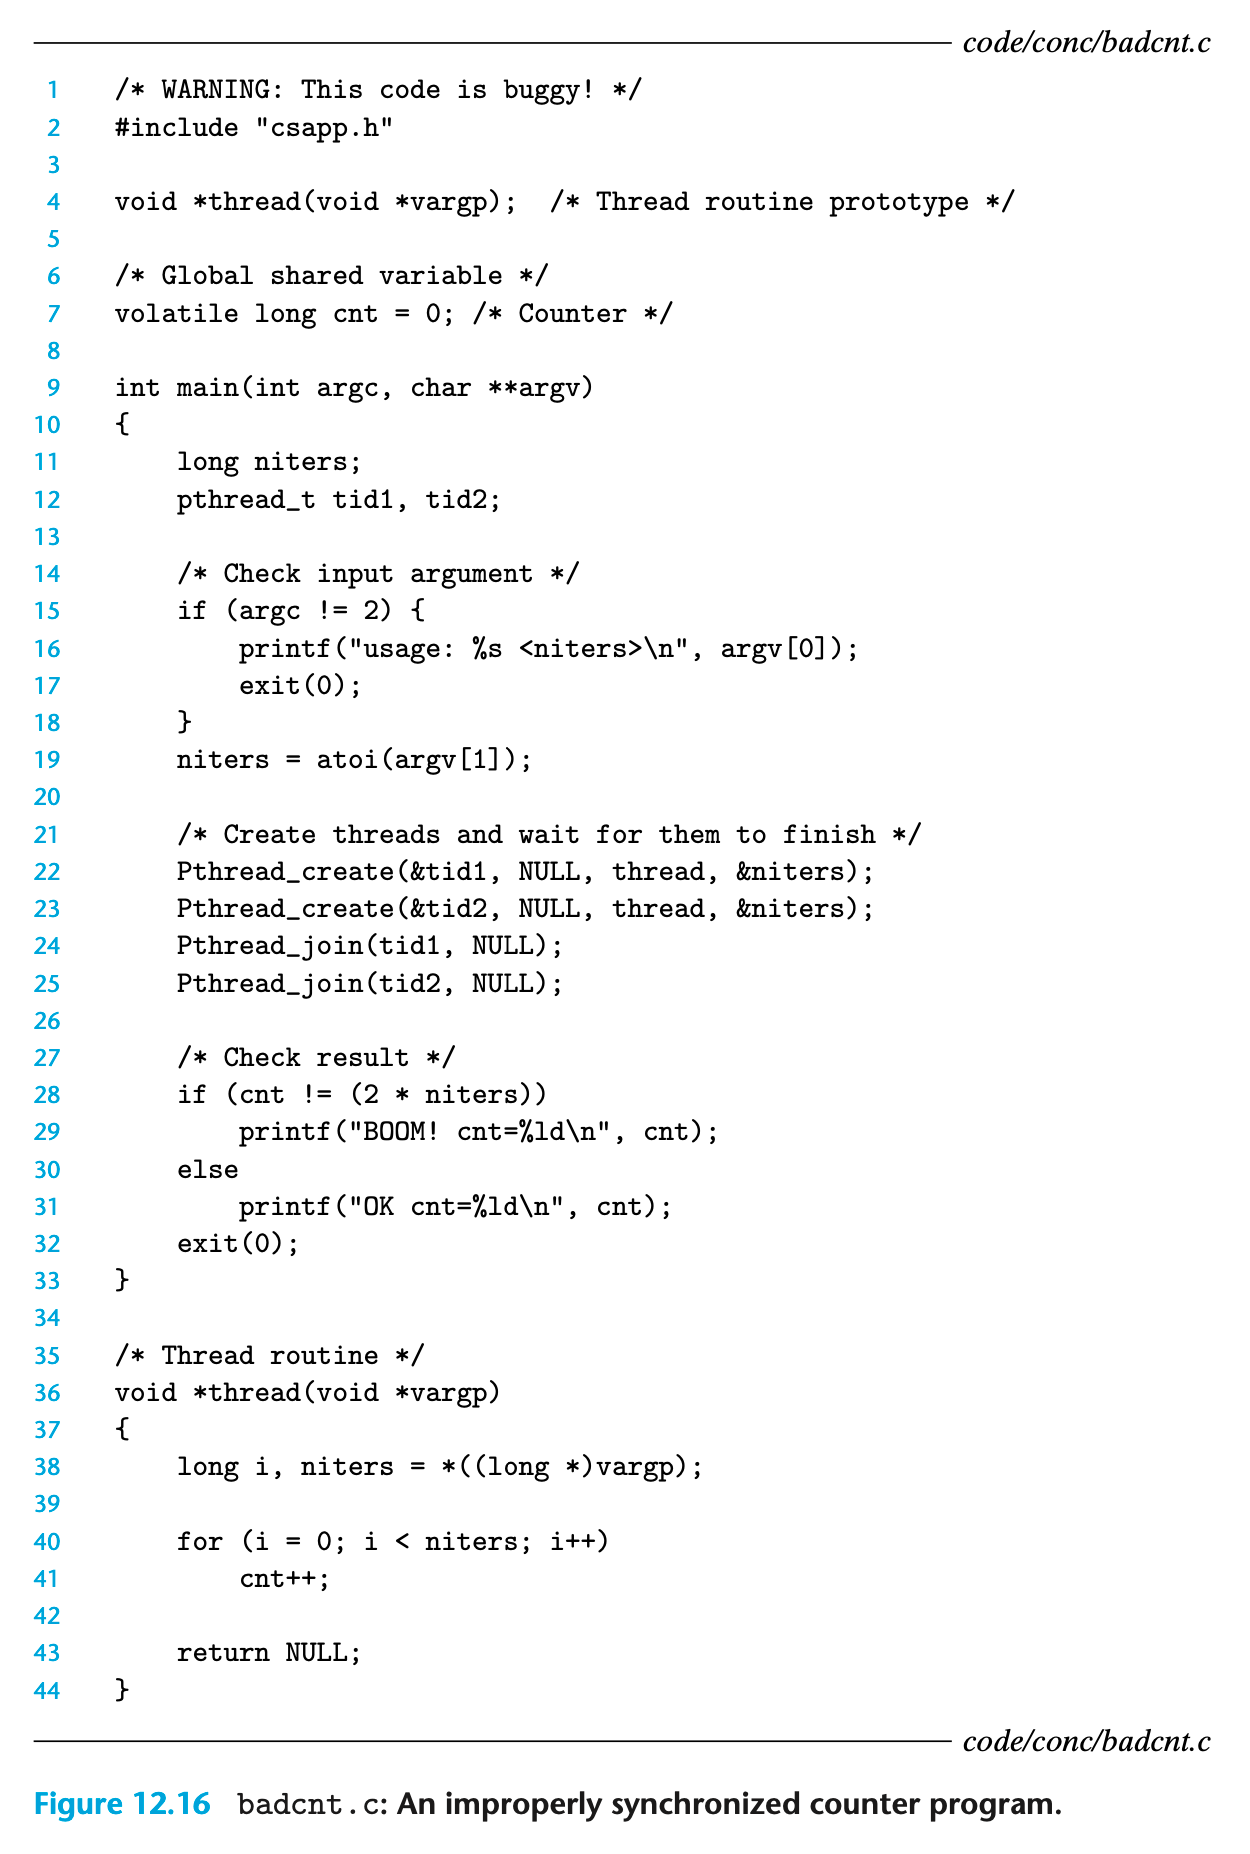 code/conc/badcnt.c
1 /* WARNING: This code is buggy! */
2 #include "csapp.h"
3
4 void *thread(void *vargp);  /* Thread routine prototype */
5
6 /* Global shared variable */
7 volatile long cnt = 0; /* Counter */
8
9 int main(int argc, char **argv)
10 {
11     long niters;
12     pthread_t tid1, tid2;
13
14     /* Check input argument */
15     if (argc != 2) {
16         printf("usage: %s <niters>\n", argv[0]);
17         exit(0);
18     }
19     niters = atoi(argv[1]);
20
21     /* Create threads and wait for them to finish */
22     Pthread_create(&tid1, NULL, thread, &niters);
23     Pthread_create(&tid2, NULL, thread, &niters);
24     Pthread_join(tid1, NULL);
25     Pthread_join(tid2, NULL);
26
27     /* Check result */
28     if (cnt != (2 * niters))
29         printf("BOOM! cnt=%ld\n", cnt);
30     else
31         printf("OK cnt=%ld\n", cnt);
32     exit(0);
33 }
34
35 /* Thread routine */
36 void *thread(void *vargp)
37 {
38     long i, niters = *((long *)vargp);
39
40     for (i = 0; i < niters; i++)
41         cnt++;
42
43     return NULL;
44 }
code/conc/badcnt.c
Figure 12.16 badcnt.c: An improperly synchronized counter program.